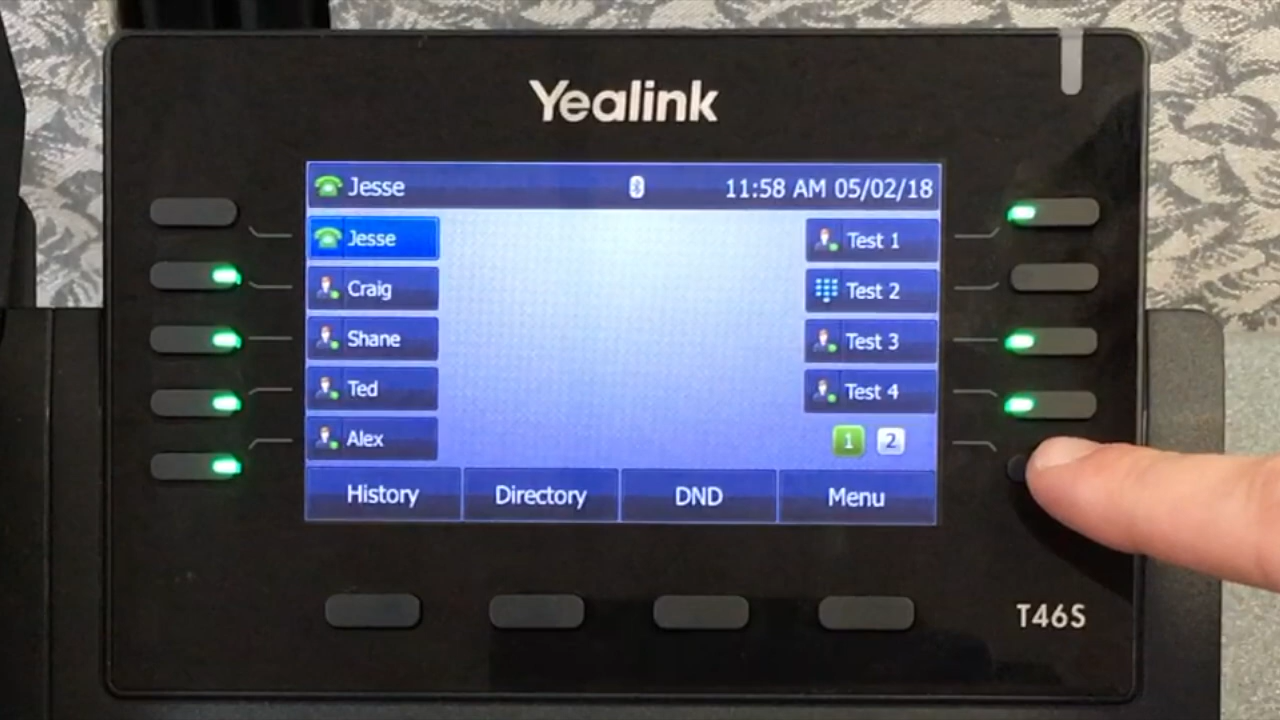 Yealink
Jesse 11:58 AM 05/02/18
Jesse Test 1
Craig Test 2
Shane Test 3
Ted Test 4
Alex 1 2
History Directory DND Menu
T46S